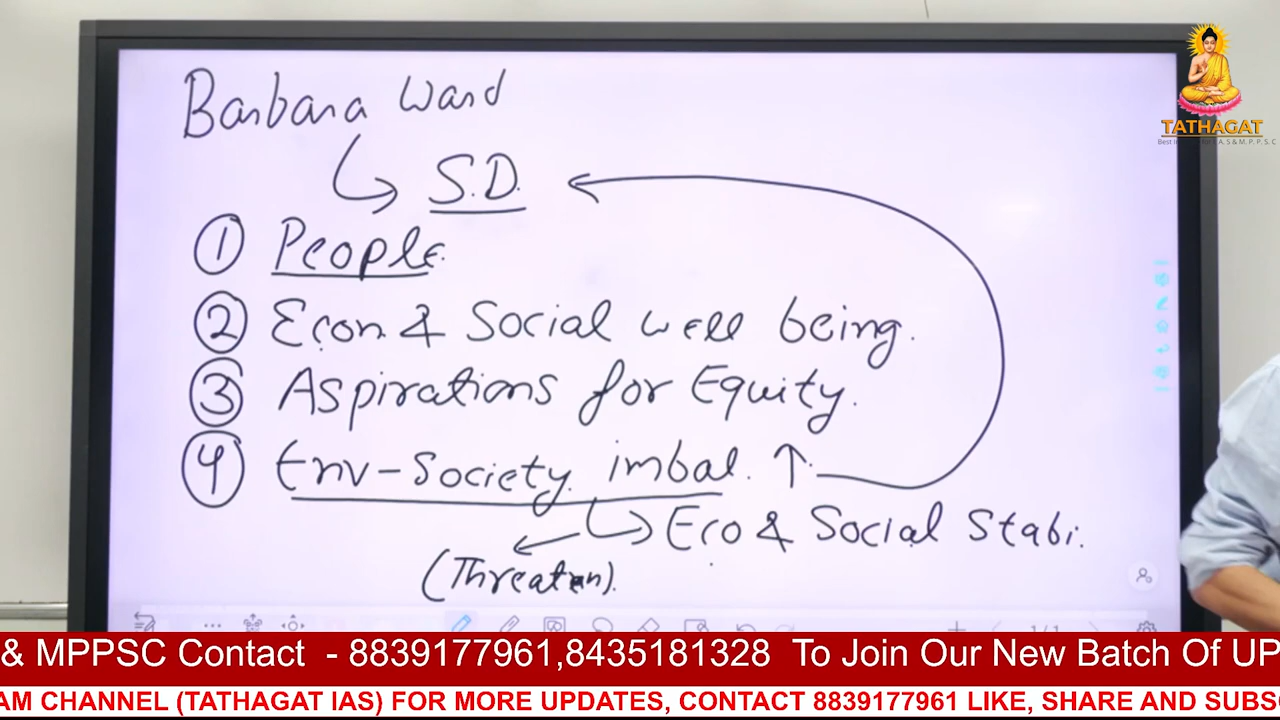 Barbara Ward
S.D.
① People.
② Econ. & Social well being.
③ Aspirations for Equity.
④ Env-Society imbal. ↑
Eco & Social Stabi.
(Threaten).
TATHAGAT
1/1
& MPPSC Contact - 8839177961,8435181328 To Join Our New Batch Of UP
AM CHANNEL (TATHAGAT IAS) FOR MORE UPDATES, CONTACT 8839177961 LIKE, SHARE AND SUBS